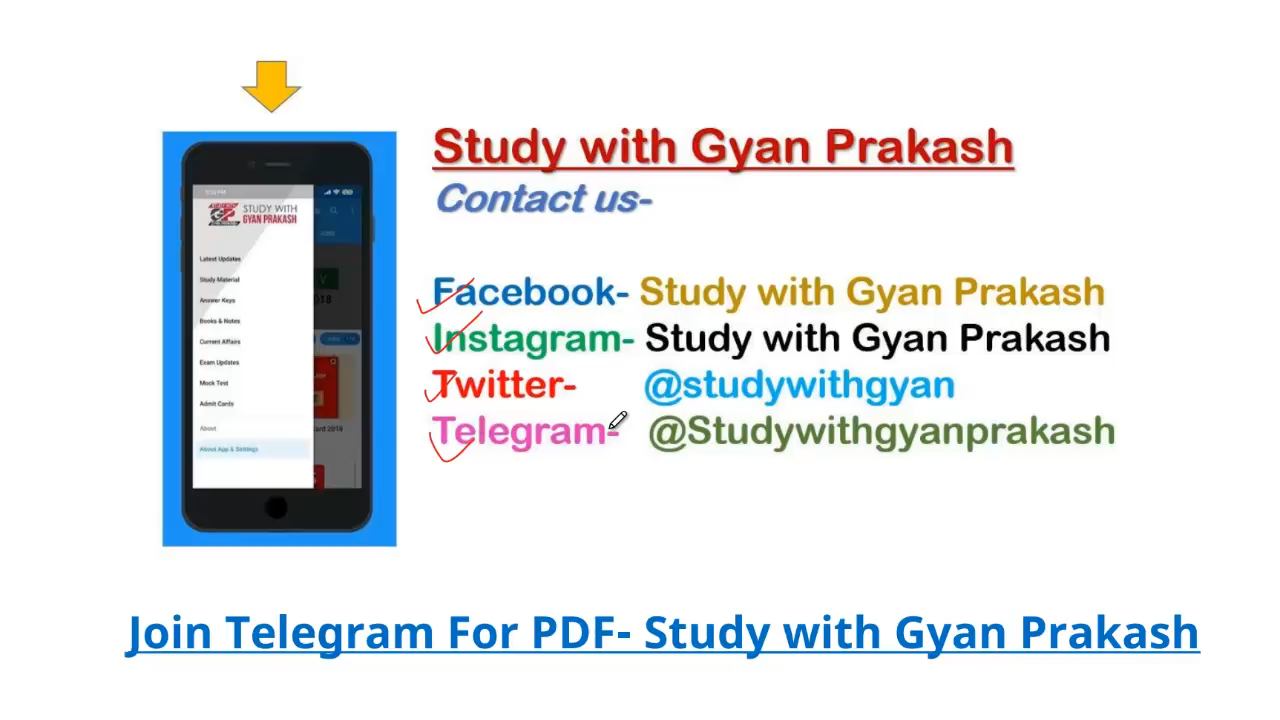 Study with Gyan Prakash
Contact us-
Facebook- Study with Gyan Prakash
Instagram- Study with Gyan Prakash
Twitter- @studywithgyan
Telegram- @Studywithgyanprakash
STUDY WITH
GYAN PRAKASH
Latest Updates
Study Material
Answer Keys
Books & Notes
Current Affairs
Exam Updates
Mock Test
Admit Cards
About
About App & Settings
Join Telegram For PDF- Study with Gyan Prakash